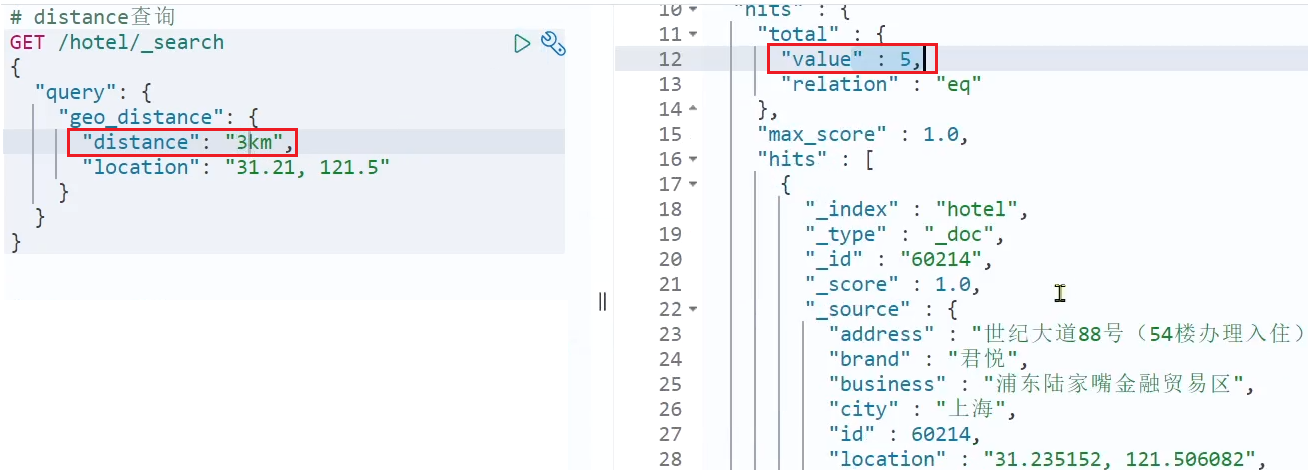 # distance查询
GET /hotel/_search
{
"query": {
"geo_distance": {
"distance": "3km",
"location": "31.21, 121.5"
}
}
}
10 "hits" : {
11 "total" : {
12 "value" : 5,
13 "relation" : "eq"
14 },
15 "max_score" : 1.0,
16 "hits" : [
17 {
18 "_index" : "hotel",
19 "_type" : "_doc",
20 "_id" : "60214",
21 "_score" : 1.0,
22 "_source" : {
23 "address" : "世纪大道88号（54楼办理入住）
24 "brand" : "君悦",
25 "business" : "浦东陆家嘴金融贸易区",
26 "city" : "上海",
27 "id" : 60214,
28 "location" : "31.235152, 121.506082",